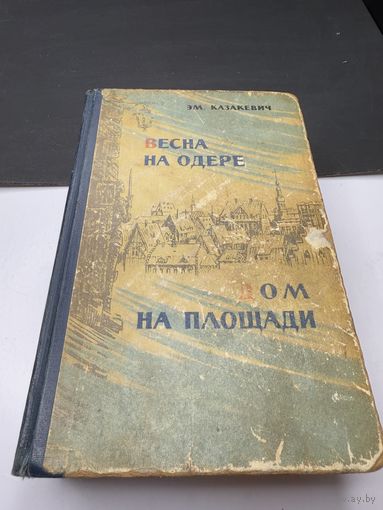 ЭМ. КАЗАКЕВИЧ
ВЕСНА
НА ОДЕРЕ
ДОМ
НА ПЛОЩАДИ